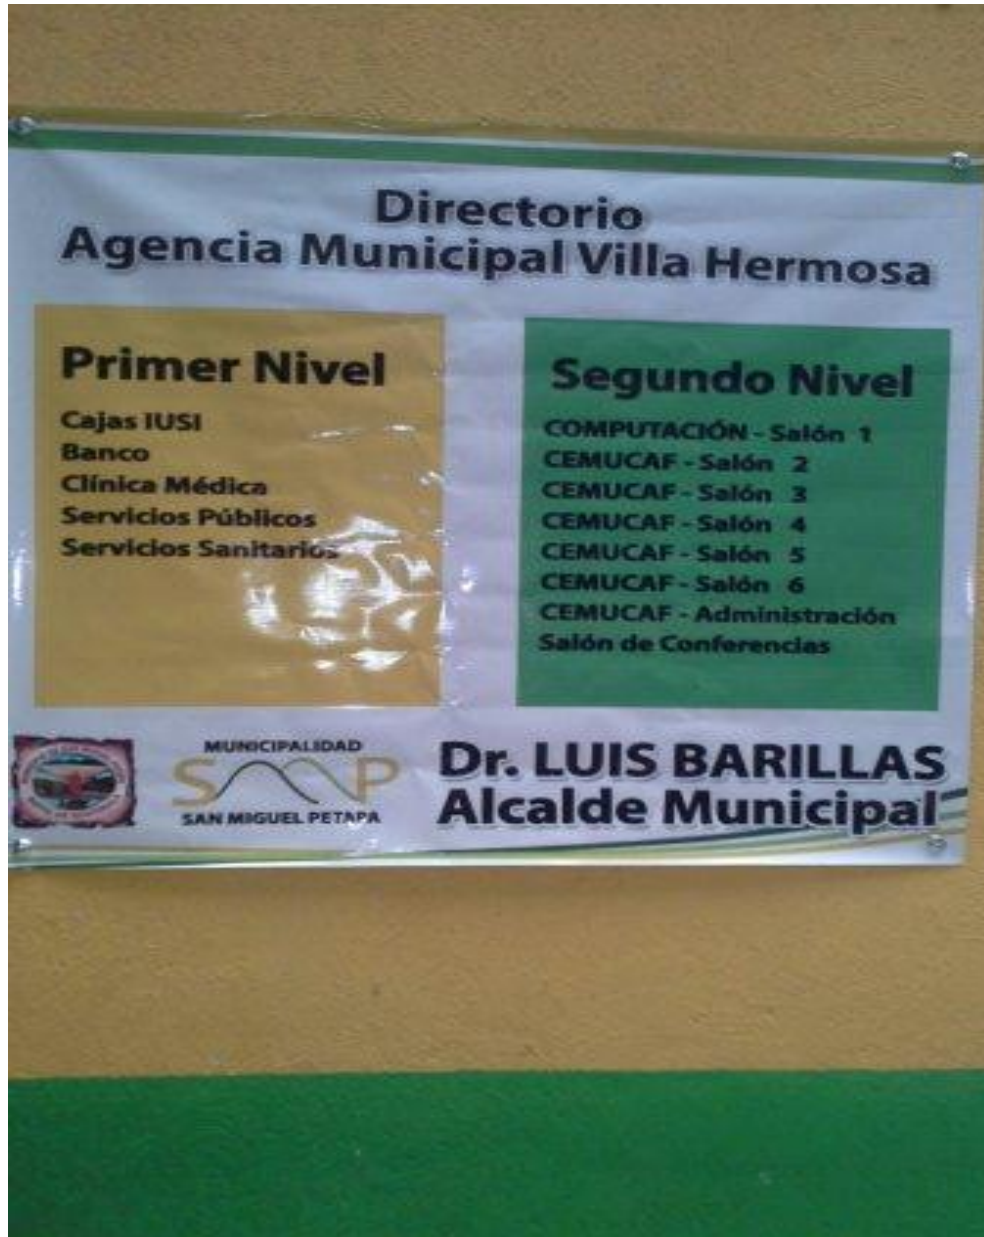 Directorio
Agencia Municipal Villa Hermosa
Primer Nivel
Cajas IUSI
Banco
Clínica Médica
Servicios Públicos
Servicios Sanitarios
Segundo Nivel
COMPUTACIÓN - Salón 1
CEMUCAF - Salón 2
CEMUCAF - Salón 3
CEMUCAF - Salón 4
CEMUCAF - Salón 5
CEMUCAF - Salón 6
CEMUCAF - Administración
Salón de Conferencias
MUNICIPALIDAD
SMP
SAN MIGUEL PETAPA
Dr. LUIS BARILLAS
Alcalde Municipal